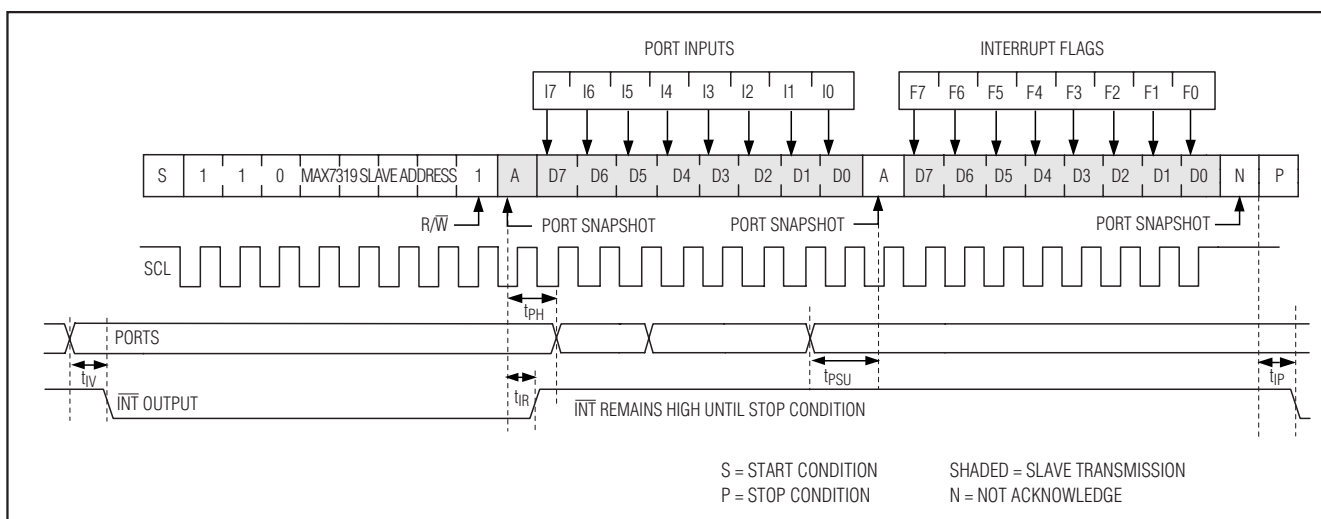 PORT INPUTS INTERRUPT FLAGS
I7 I6 I5 I4 I3 I2 I1 I0 F7 F6 F5 F4 F3 F2 F1 F0
S 1 1 0 MAX7319 SLAVE ADDRESS 1 A D7 D6 D5 D4 D3 D2 D1 D0 A D7 D6 D5 D4 D3 D2 D1 D0 N P
R/W̅ PORT SNAPSHOT PORT SNAPSHOT PORT SNAPSHOT
SCL
tPH
PORTS
tIV tIR tPSU tIP
I̅N̅T̅ OUTPUT I̅N̅T̅ REMAINS HIGH UNTIL STOP CONDITION
S = START CONDITION SHADED = SLAVE TRANSMISSION
P = STOP CONDITION N = NOT ACKNOWLEDGE